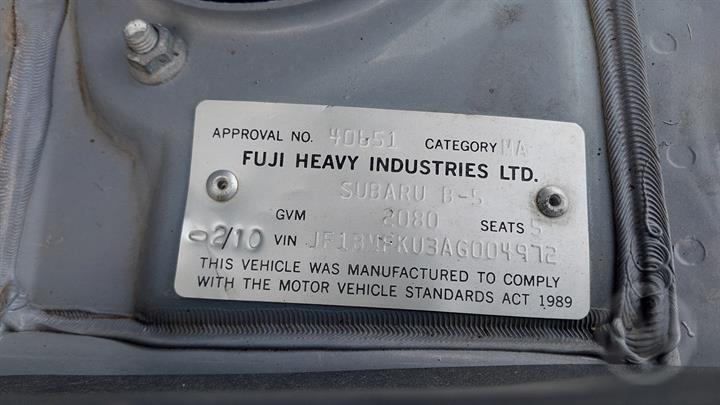 APPROVAL NO. 40651 CATEGORY MA
FUJI HEAVY INDUSTRIES LTD.
SUBARU B-5
GVM 2080 SEATS 5
02/10 VIN JF1BMFKU3AG004972
THIS VEHICLE WAS MANUFACTURED TO COMPLY
WITH THE MOTOR VEHICLE STANDARDS ACT 1989